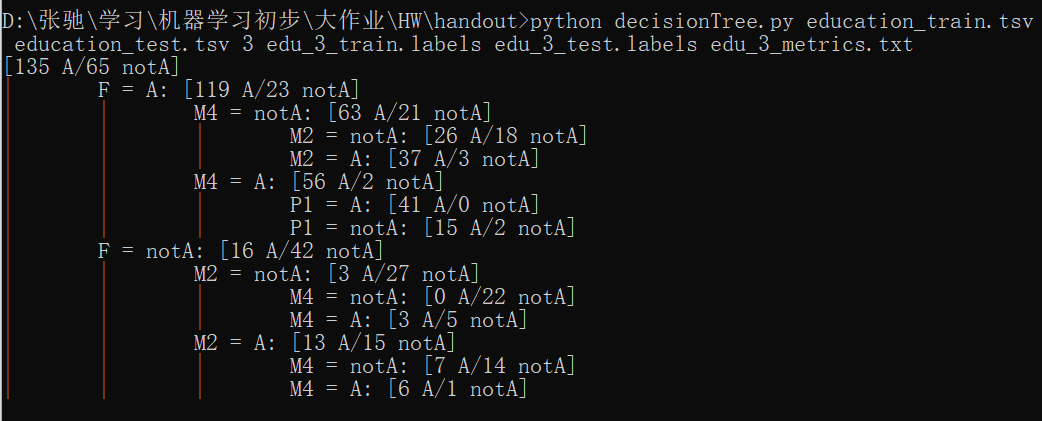 D:\张驰\学习\机器学习初步\大作业\HW\handout>python decisionTree.py education_train.tsv
education_test.tsv 3 edu_3_train.labels edu_3_test.labels edu_3_metrics.txt
[135 A/65 notA]
|	F = A: [119 A/23 notA]
|	|	M4 = notA: [63 A/21 notA]
|	|	|	M2 = notA: [26 A/18 notA]
|	|	|	M2 = A: [37 A/3 notA]
|	|	M4 = A: [56 A/2 notA]
|	|	|	P1 = A: [41 A/0 notA]
|	|	|	P1 = notA: [15 A/2 notA]
|	F = notA: [16 A/42 notA]
|	|	M2 = notA: [3 A/27 notA]
|	|	|	M4 = notA: [0 A/22 notA]
|	|	|	M4 = A: [3 A/5 notA]
|	|	M2 = A: [13 A/15 notA]
|	|	|	M4 = notA: [7 A/14 notA]
|	|	|	M4 = A: [6 A/1 notA]